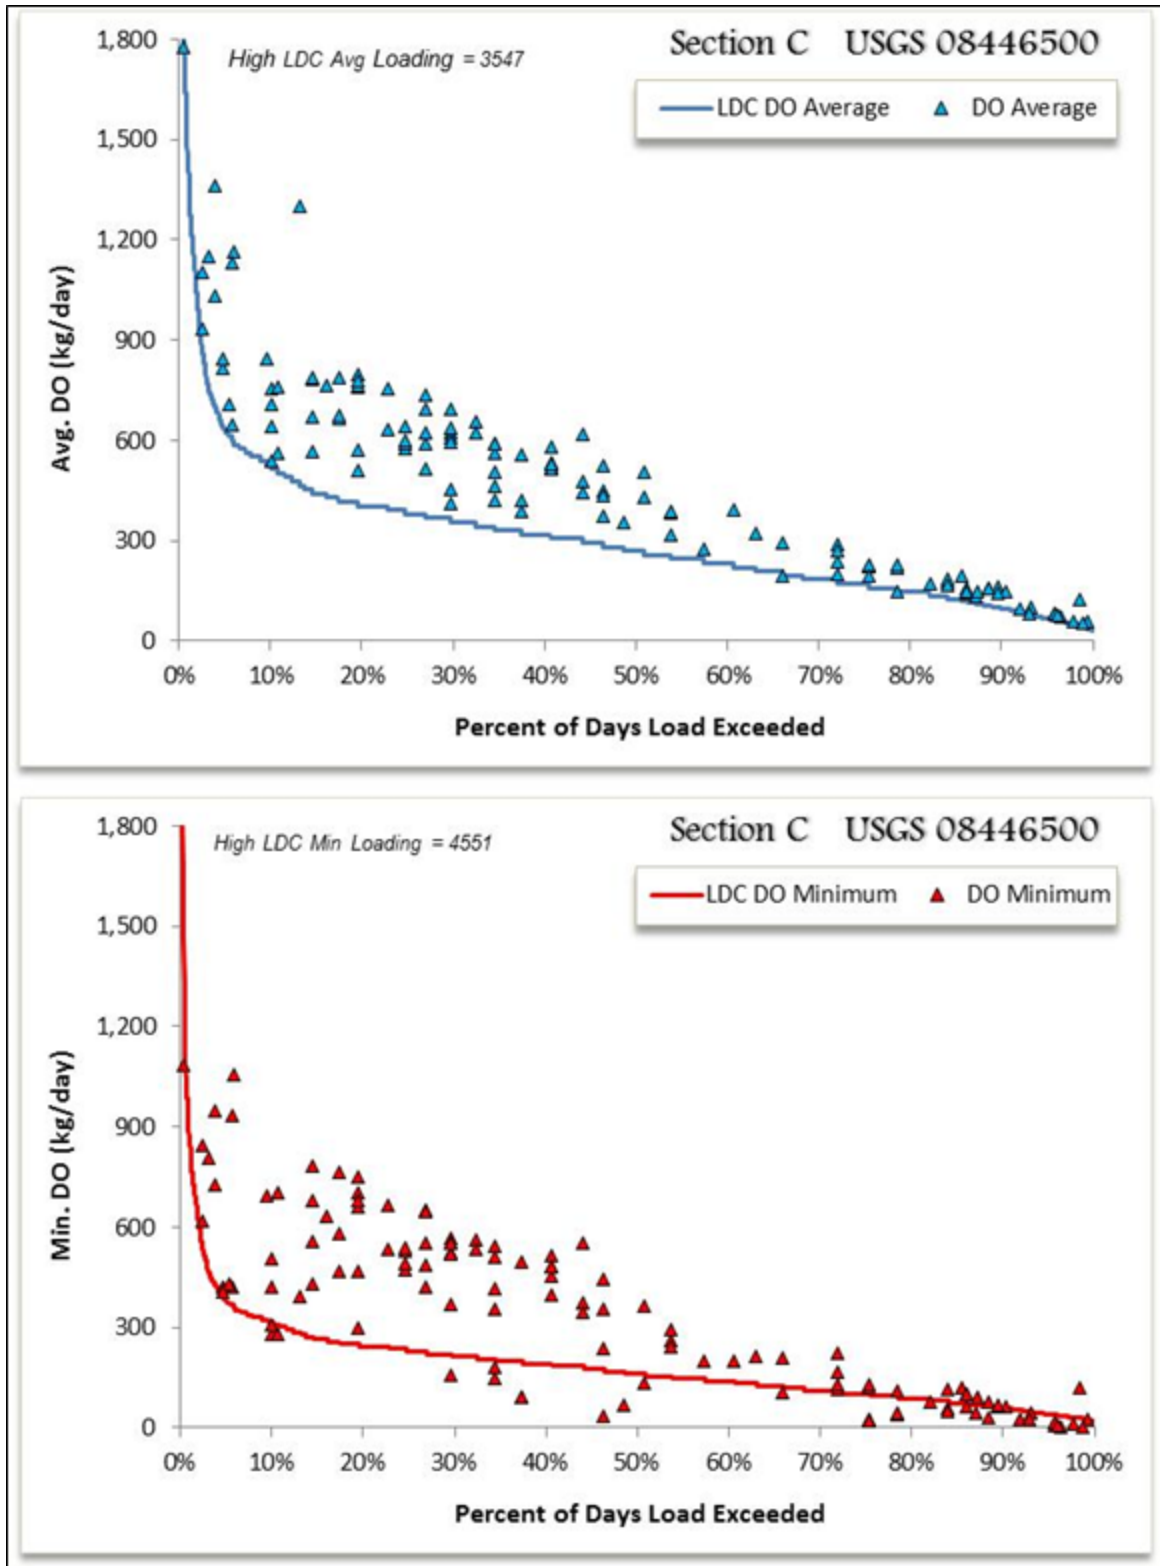 Section C USGS 08446500
High LDC Avg Loading = 3547
LDC DO Average DO Average
Avg. DO (kg/day)
1,800
1,500
1,200
900
600
300
0
0% 10% 20% 30% 40% 50% 60% 70% 80% 90% 100%
Percent of Days Load Exceeded
Section C USGS 08446500
High LDC Min Loading = 4551
LDC DO Minimum DO Minimum
Min. DO (kg/day)
1,800
1,500
1,200
900
600
300
0
0% 10% 20% 30% 40% 50% 60% 70% 80% 90% 100%
Percent of Days Load Exceeded